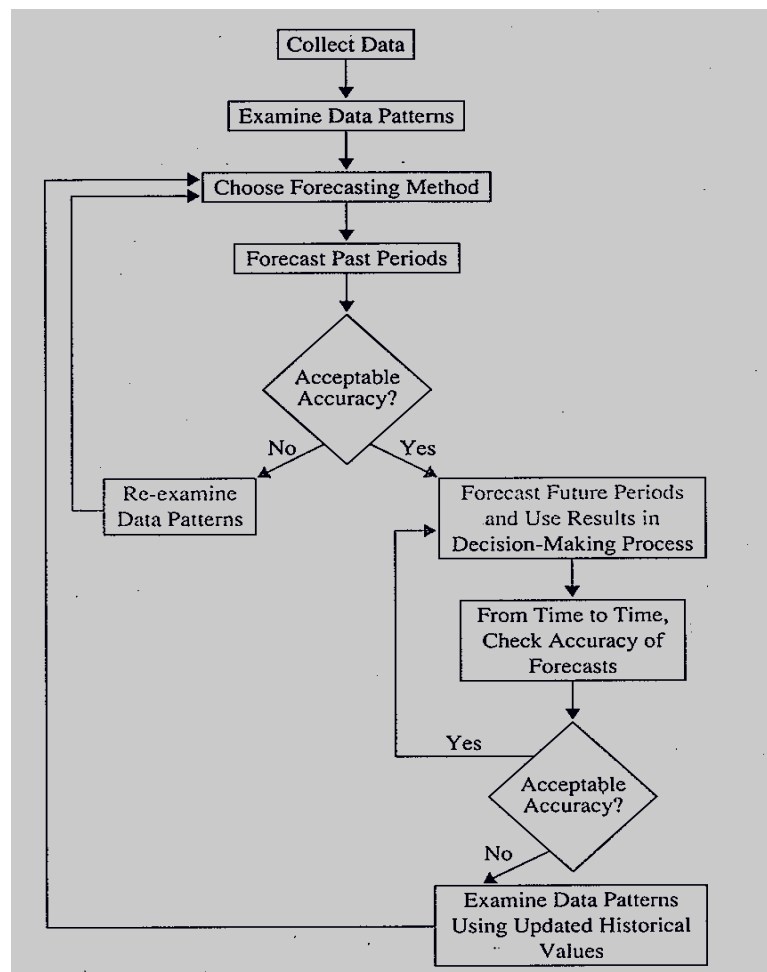 Collect Data
Examine Data Patterns
Choose Forecasting Method
Forecast Past Periods
Acceptable
Accuracy?
No
Yes
Re-examine
Data Patterns
Forecast Future Periods
and Use Results in
Decision-Making Process
From Time to Time,
Check Accuracy of
Forecasts
Yes
Acceptable
Accuracy?
No
Examine Data Patterns
Using Updated Historical
Values